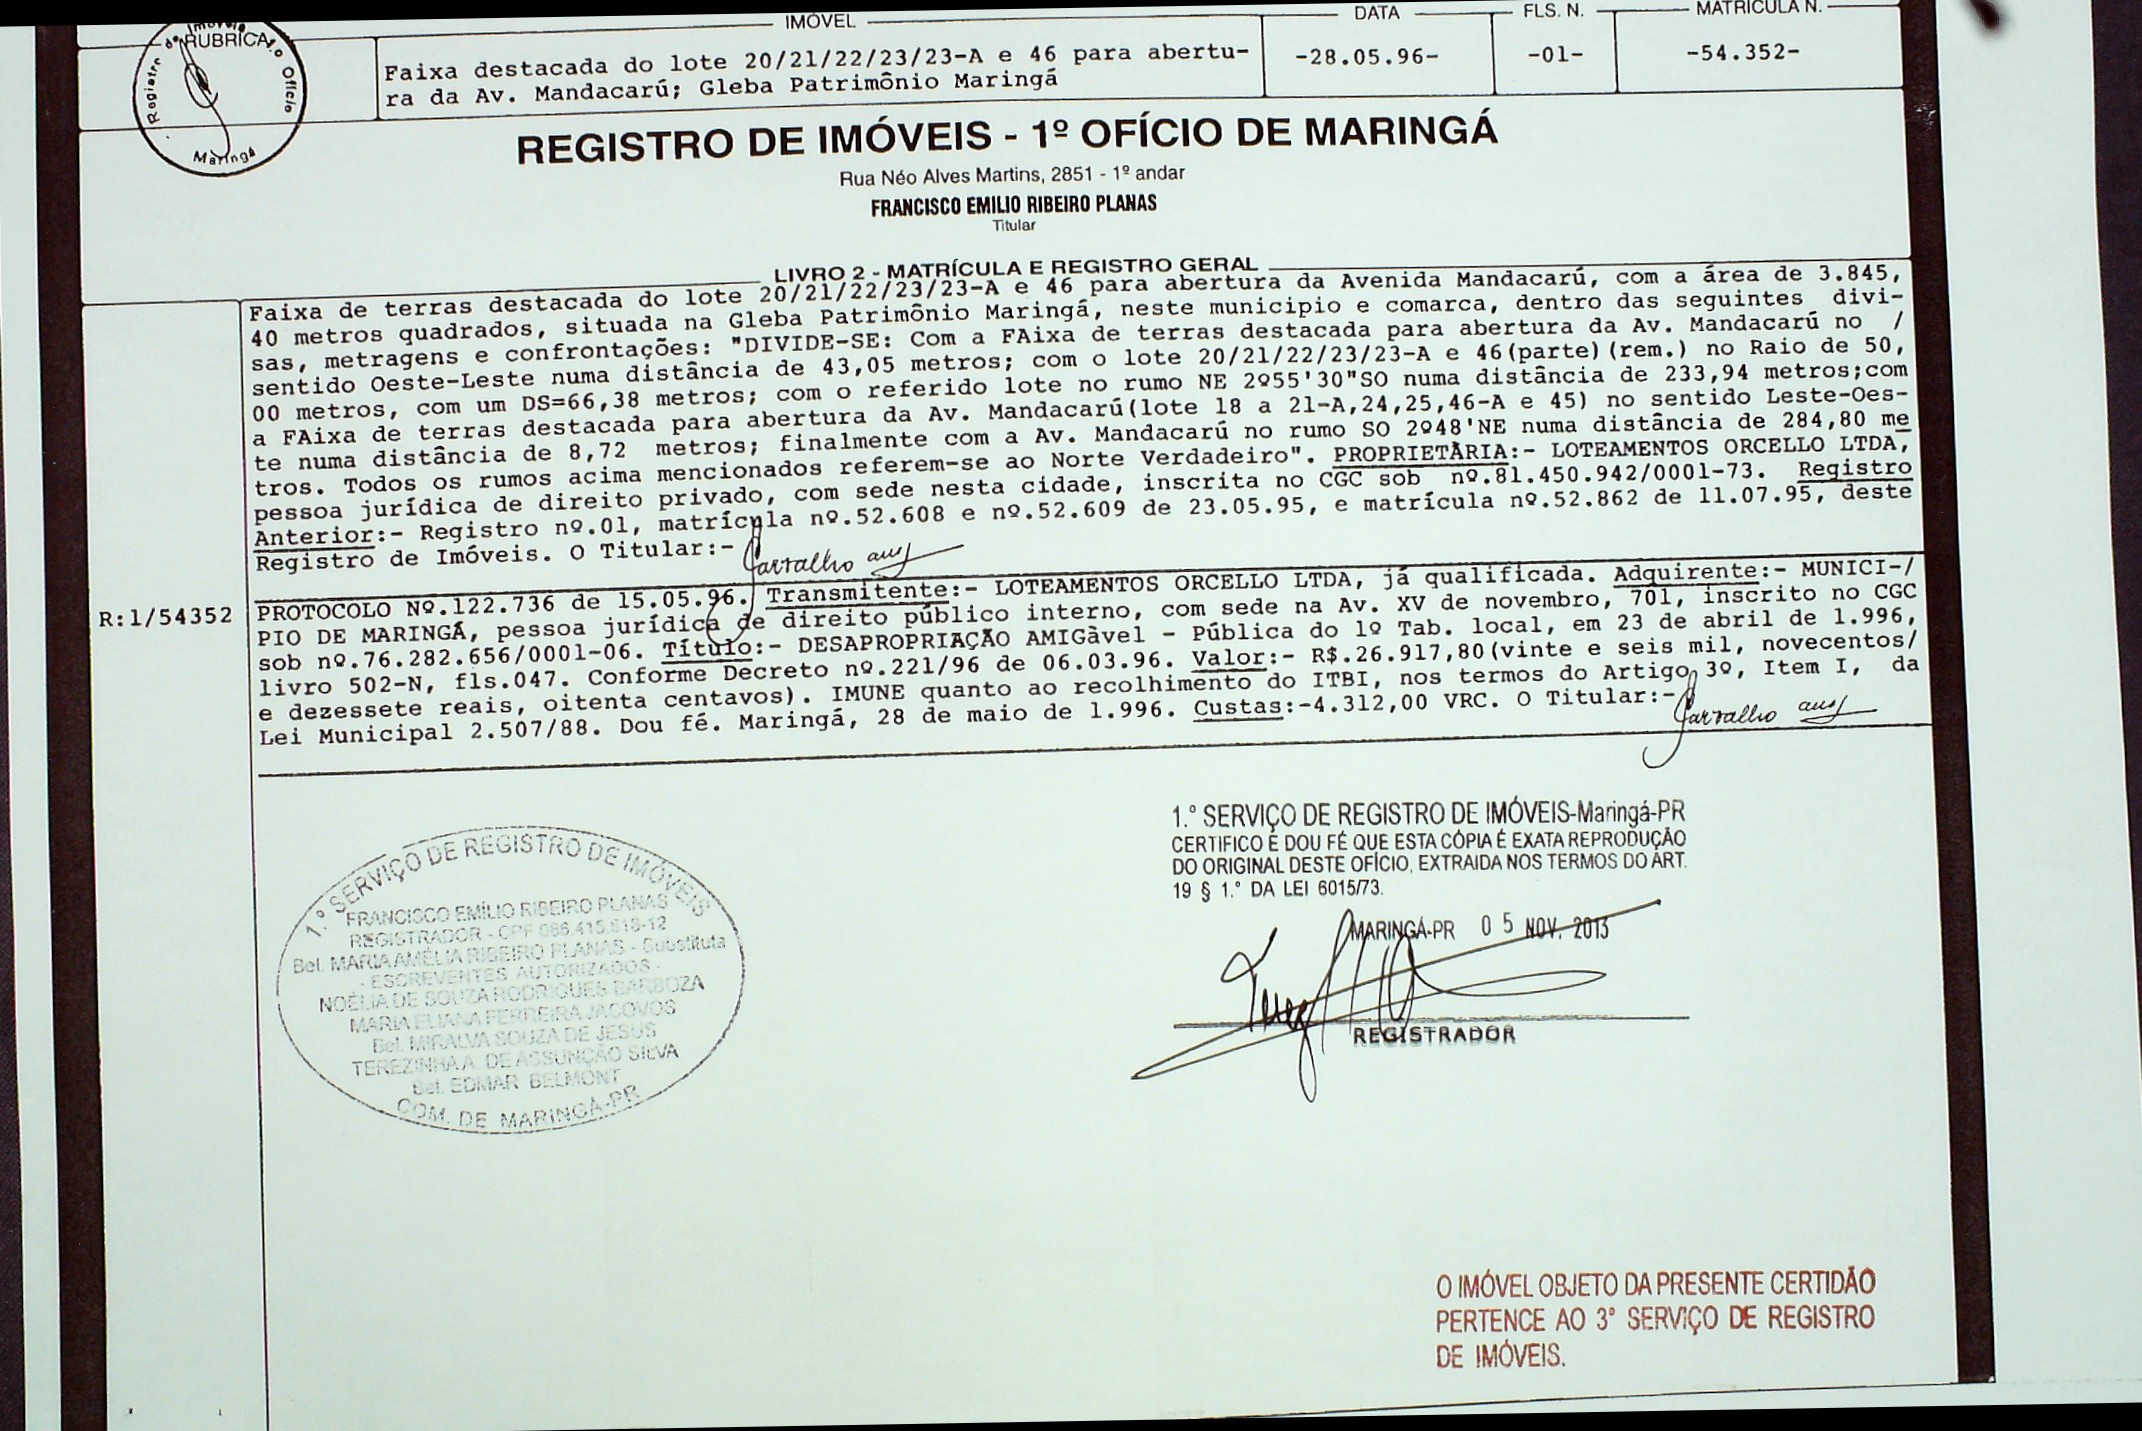 IMÓVEL
DATA
FLS. N.
MATRÍCULA N.
Registro de Imóveis 1º Ofício
RUBRICA
Maringá
Faixa destacada do lote 20/21/22/23/23-A e 46 para abertu-
ra da Av. Mandacarú; Gleba Patrimônio Maringá
-28.05.96-
-01-
-54.352-
REGISTRO DE IMÓVEIS - 1º OFÍCIO DE MARINGÁ
Rua Néo Alves Martins, 2851 - 1º andar
FRANCISCO EMILIO RIBEIRO PLANAS
Titular
LIVRO 2 - MATRÍCULA E REGISTRO GERAL
Faixa de terras destacada do lote 20/21/22/23/23-A e 46 para abertura da Avenida Mandacarú, com a área de 3.845,
40 metros quadrados, situada na Gleba Patrimônio Maringá, neste municipio e comarca, dentro das seguintes divi-
sas, metragens e confrontações: "DIVIDE-SE: Com a FAixa de terras destacada para abertura da Av. Mandacarú no /
sentido Oeste-Leste numa distância de 43,05 metros; com o lote 20/21/22/23/23-A e 46(parte)(rem.) no Raio de 50,
00 metros, com um DS=66,38 metros; com o referido lote no rumo NE 2º55'30"SO numa distância de 233,94 metros;com
a FAixa de terras destacada para abertura da Av. Mandacarú(lote 18 a 21-A,24,25,46-A e 45) no sentido Leste-Oes-
te numa distância de 8,72 metros; finalmente com a Av. Mandacarú no rumo SO 2º48'NE numa distância de 284,80 me
tros. Todos os rumos acima mencionados referem-se ao Norte Verdadeiro". PROPRIETÁRIA:- LOTEAMENTOS ORCELLO LTDA,
pessoa jurídica de direito privado, com sede nesta cidade, inscrita no CGC sob nº.81.450.942/0001-73. Registro
Anterior:- Registro nº.01, matrícula nº.52.608 e nº.52.609 de 23.05.95, e matrícula nº.52.862 de 11.07.95, deste
Registro de Imóveis. O Titular:- Carvalho
R:1/54352
PROTOCOLO Nº.122.736 de 15.05.96. Transmitente:- LOTEAMENTOS ORCELLO LTDA, já qualificada. Adquirente:- MUNICI-/
PIO DE MARINGÁ, pessoa jurídica de direito público interno, com sede na Av. XV de novembro, 701, inscrito no CGC
sob nº.76.282.656/0001-06. Título:- DESAPROPRIAÇÃO AMIGàvel - Pública do 1º Tab. local, em 23 de abril de 1.996,
livro 502-N, fls.047. Conforme Decreto nº.221/96 de 06.03.96. Valor:- R$.26.917,80(vinte e seis mil, novecentos/
e dezessete reais, oitenta centavos). IMUNE quanto ao recolhimento do ITBI, nos termos do Artigo 3º, Item I, da
Lei Municipal 2.507/88. Dou fé. Maringá, 28 de maio de 1.996. Custas:-4.312,00 VRC. O Titular:- Carvalho
1.º SERVIÇO DE REGISTRO DE IMÓVEIS-Maringá-PR
CERTIFICO E DOU FÉ QUE ESTA CÓPIA É EXATA REPRODUÇÃO
DO ORIGINAL DESTE OFÍCIO, EXTRAIDA NOS TERMOS DO ART.
19 § 1.º DA LEI 6015/73.
MARINGÁ-PR 05 NOV. 2013
REGISTRADOR
1.º SERVIÇO DE REGISTRO DE IMÓVEIS
FRANCISCO EMÍLIO RIBEIRO PLANAS
REGISTRADOR - CPF 086.415.
Bel. MARIA AMÉLIA RIBEIRO PLANAS - Substituta
- ESCREVENTES AUTORIZADOS -
NOÉLIA DE SOUZA RODRIGUES BARBOZA
MARIA ELIANA FERREIRA JACOVOS
Bel. MIRALVA SOUZA DE JESUS
TEREZINHA A. DE ASSUNÇÃO SILVA
Bel. EDMAR BELMONT
COM. DE MARINGÁ-PR
O IMÓVEL OBJETO DA PRESENTE CERTIDÃO
PERTENCE AO 3º SERVIÇO DE REGISTRO
DE IMÓVEIS.